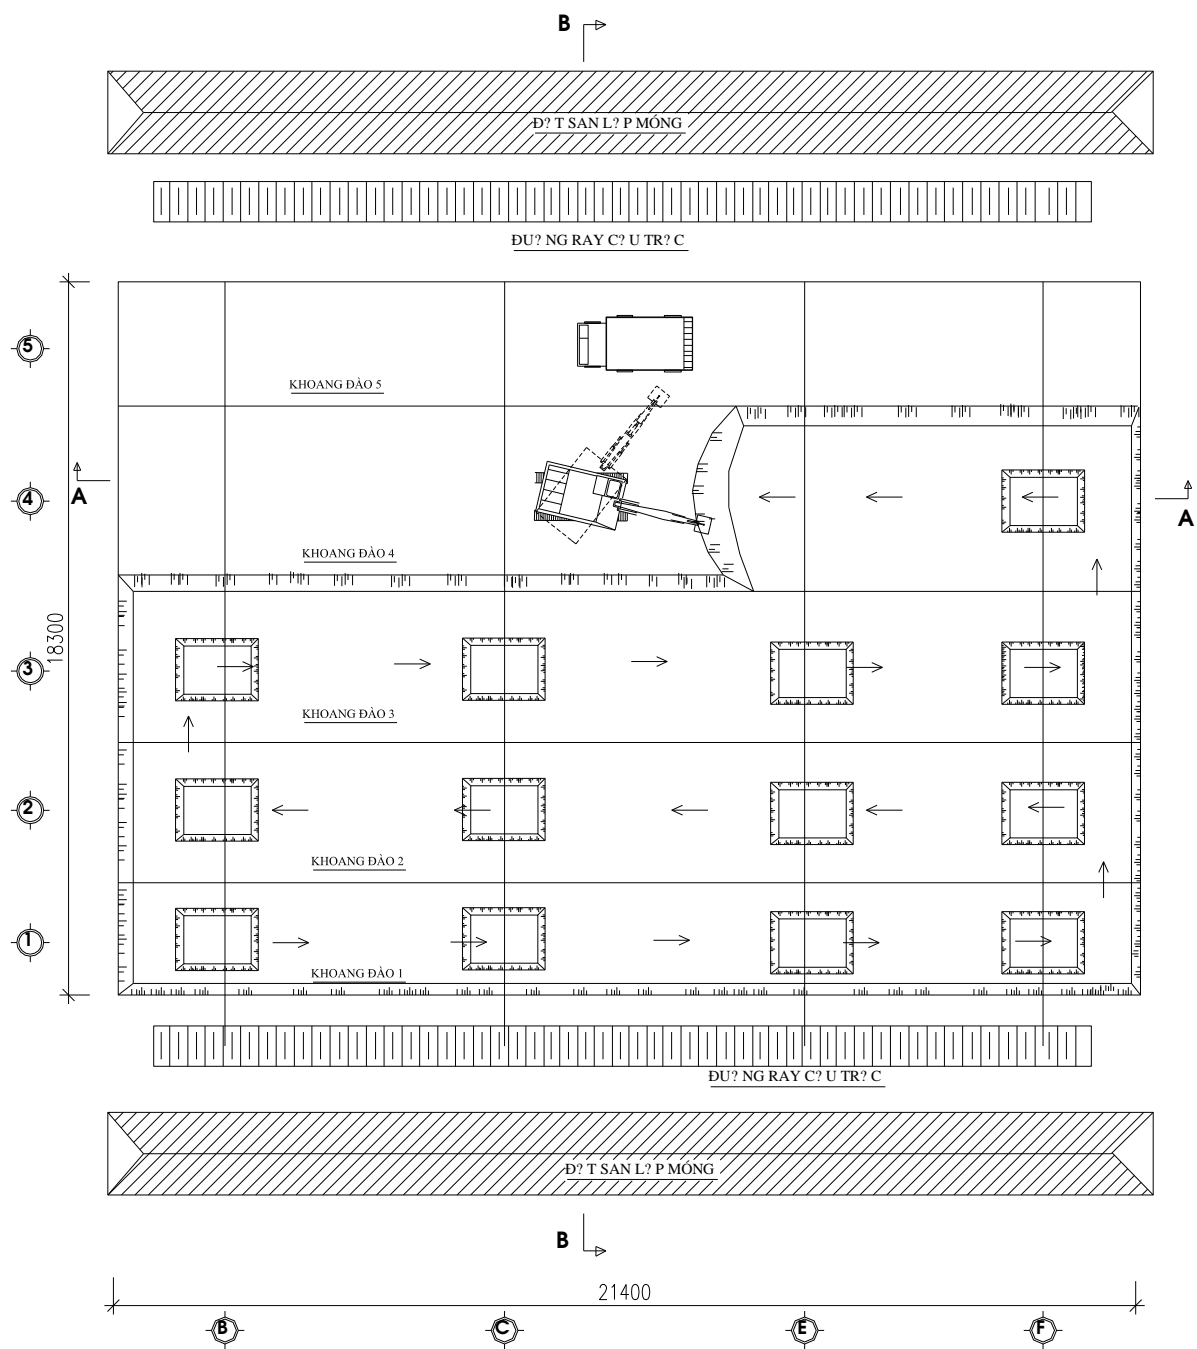 B
Đ? T SAN L? P MÓNG
ĐU? NG RAY C? U TR? C
5
KHOANG ĐÀO 5
A
4
A
KHOANG ĐÀO 4
18300
3
KHOANG ĐÀO 3
2
KHOANG ĐÀO 2
1
KHOANG ĐÀO 1
ĐU? NG RAY C? U TR? C
Đ? T SAN L? P MÓNG
B
21400
B C E F